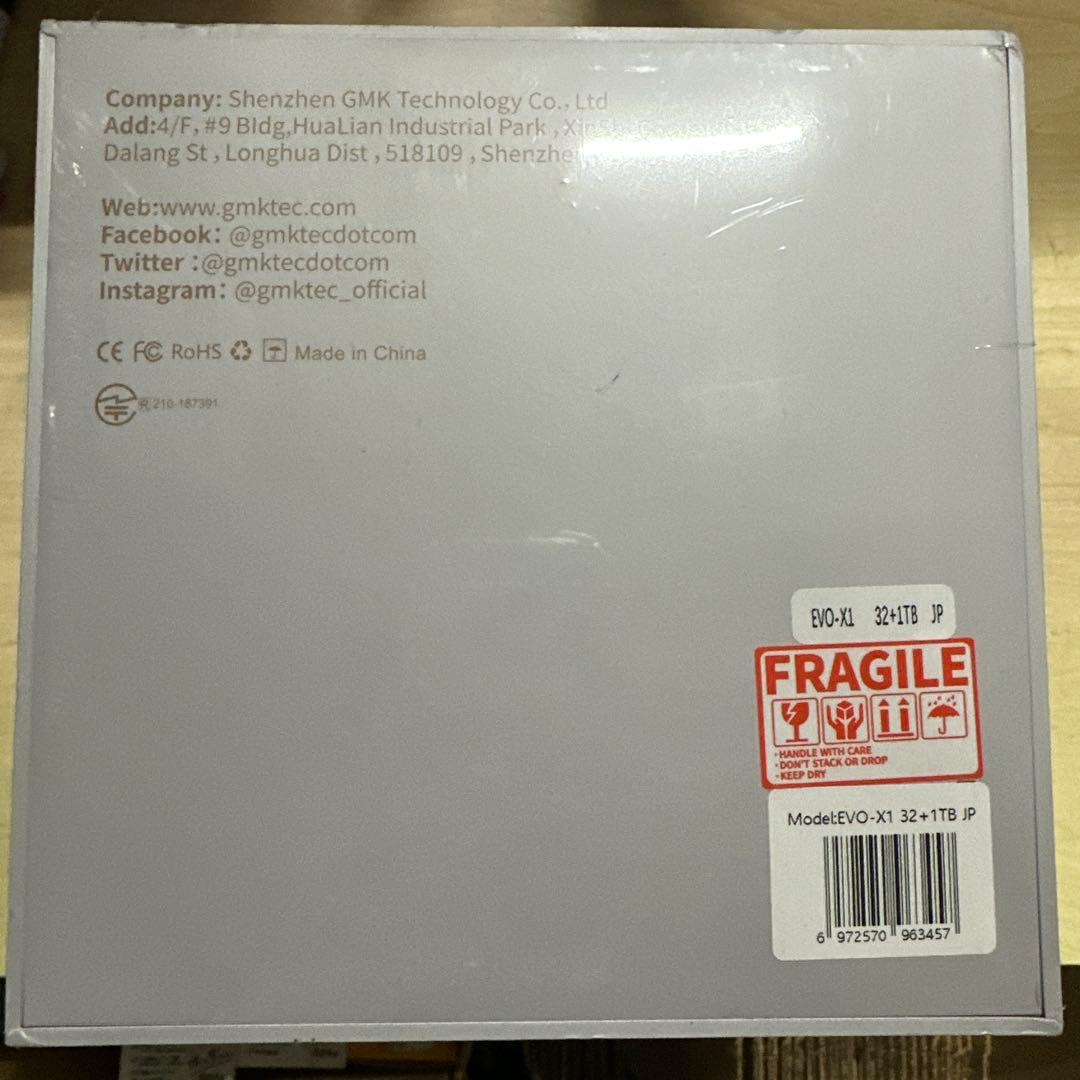 Company: Shenzhen GMK Technology Co., Ltd
Add:4/F, #9 Bldg,HuaLian Industrial Park ,
Dalang St , Longhua Dist , 518109 ,
Web:www.gmktec.com
Facebook: @gmktecdotcom
Twitter :@gmktecdotcom
Instagram: @gmktec_official
CE FC RoHS Made in China
R 210-187391
EVO-X1 32+1TB JP
FRAGILE
·HANDLE WITH CARE
·DON'T STACK OR DROP
·KEEP DRY
Model:EVO-X1 32+1TB JP
6 972570 963457